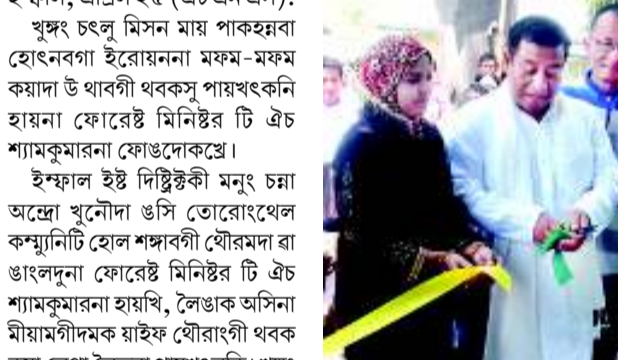 খুঙ্গং চৎলু মিসন মায় পাকহন্নবা
হোৎনবগা ইরোয়ননা মফম-মফম
কয়াদা উ থাবগী থবকসু পায়খৎকনি
হায়না ফোরেষ্ট মিনিষ্টর টি ঐচ
শ্যামকুমারনা ফোঙদোকখ্রে।
ইম্ফাল ইষ্ট দিষ্ট্রিক্টকী মনুং চন্না
অন্দ্রো খুনৌদা ঙসি তোরোংথেল
কম্ম্যুনিটি হোল শঙ্গাবগী থৌরমদা ৱা
ঙাংলদুনা ফোরেষ্ট মিনিষ্টর টি ঐচ
শ্যামকুমারনা হায়খি, লৈঙাক অসিনা
মীয়ামগীদমক য়াইফ থৌরাংগী থবক